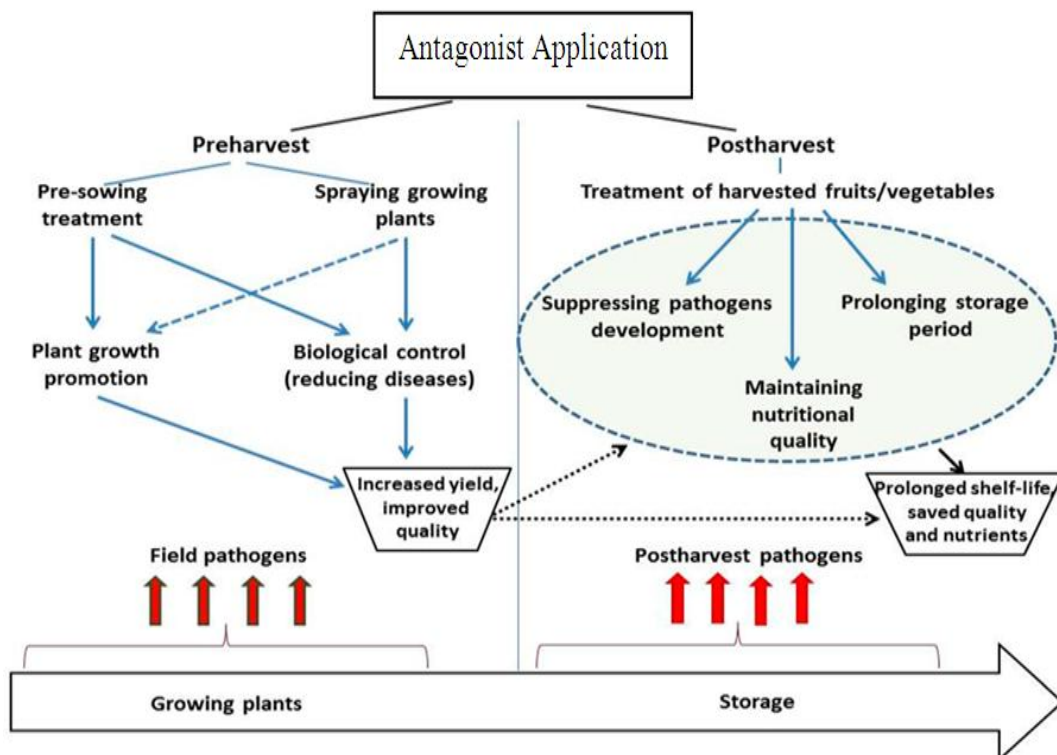 Antagonist Application
Preharvest
Postharvest
Pre-sowing
treatment
Spraying growing
plants
Treatment of harvested fruits/vegetables
Suppressing pathogens
development
Prolonging storage
period
Plant growth
promotion
Biological control
(reducing diseases)
Maintaining
nutritional
quality
Increased yield,
improved
quality
Prolonged shelf-life,
saved quality
and nutrients
Field pathogens
Postharvest pathogens
Growing plants
Storage